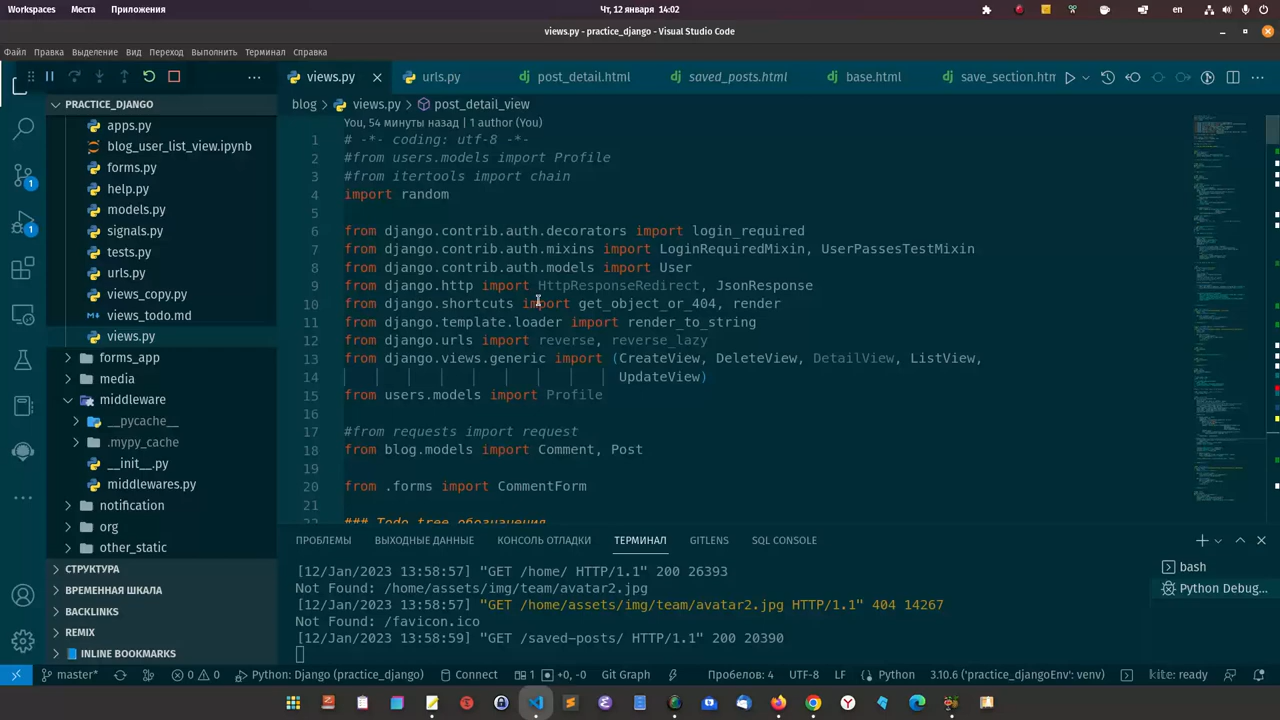 Workspaces Места Приложения Чт, 12 января 14:02 en
views.py - practice_django - Visual Studio Code
Файл Правка Выделение Вид Переход Выполнить Терминал Справка
views.py urls.py post_detail.html saved_posts.html base.html save_section.htm
PRACTICE_DJANGO
apps.py
blog_user_list_view.ipynb
forms.py
help.py
models.py
signals.py
tests.py
urls.py
views_copy.py
views_todo.md
views.py
forms_app
media
middleware
__pycache__
.mypy_cache
__init__.py
middlewares.py
notification
org
other_static
СТРУКТУРА
ВРЕМЕННАЯ ШКАЛА
BACKLINKS
REMIX
INLINE BOOKMARKS
1
1
blog > views.py > post_detail_view
You, 54 минуты назад | 1 author (You)
1 # -*- coding: utf-8 -*-
2 #from users.models import Profile
3 #from itertools import chain
4 import random
5
6 from django.contrib.auth.decorators import login_required
7 from django.contrib.auth.mixins import LoginRequiredMixin, UserPassesTestMixin
8 from django.contrib.auth.models import User
9 from django.http import HttpResponseRedirect, JsonResponse
10 from django.shortcuts import get_object_or_404, render
11 from django.template.loader import render_to_string
12 from django.urls import reverse, reverse_lazy
13 from django.views.generic import (CreateView, DeleteView, DetailView, ListView,
14 UpdateView)
15 from users.models import Profile
16
17 #from requests import request
18 from blog.models import Comment, Post
19
20 from .forms import CommentForm
21
22 ### Todo tree обозначения
ПРОБЛЕМЫ ВЫХОДНЫЕ ДАННЫЕ КОНСОЛЬ ОТЛАДКИ ТЕРМИНАЛ GITLENS SQL CONSOLE
[12/Jan/2023 13:58:57] "GET /home/ HTTP/1.1" 200 26393
Not Found: /home/assets/img/team/avatar2.jpg
[12/Jan/2023 13:58:57] "GET /home/assets/img/team/avatar2.jpg HTTP/1.1" 404 14267
Not Found: /favicon.ico
[12/Jan/2023 13:58:59] "GET /saved-posts/ HTTP/1.1" 200 20390
bash
Python Debug...
master* 0 0 Python: Django (practice_django) Connect 1 +0, -0 Git Graph Пробелов: 4 UTF-8 LF Python 3.10.6 ('practice_djangoEnv': venv) kite: ready